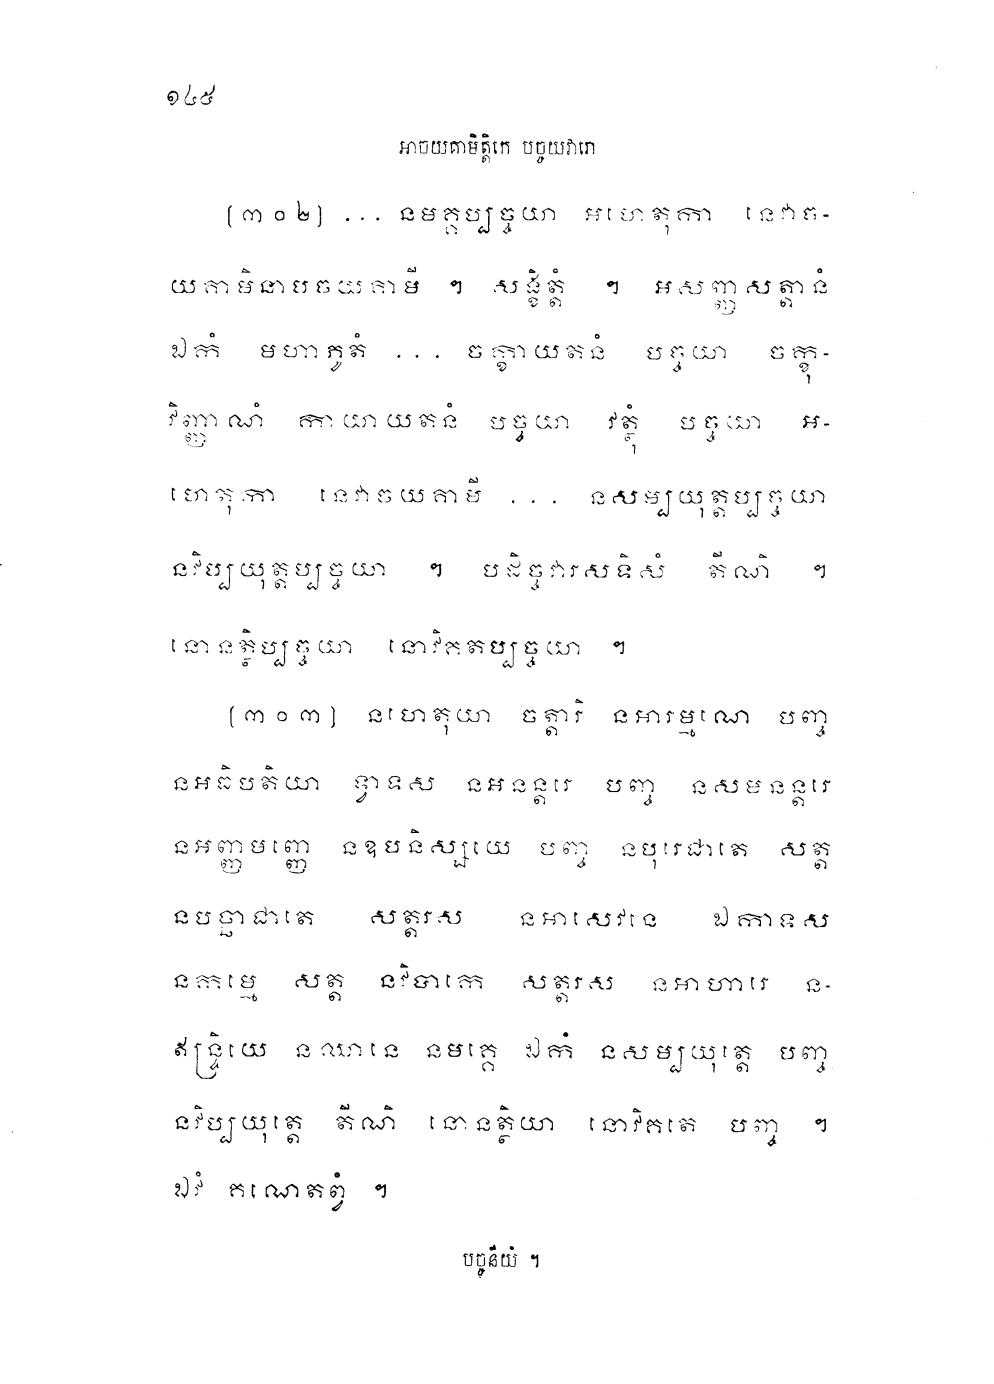 ១៤៥
អាចយគាមិត្តិកេ បច្ចយវារោ
(៣០២) ... នមគ្គប្បច្ចយា អហេតុកា នេវាច-
យគាមិនាបចយគាមី ។ សង្ខិត្តំ ។ អសញ្ញសត្តានំ
ឯកំ មហាភូតំ ... ចក្ខាយតនំ បច្ចយា ចក្ខុ-
វិញ្ញាណំ កាយាយតនំ បច្ចយា វត្ថុំ បច្ចយា អ-
ហេតុកា នេវាចយគាមី ... នសម្បយុត្តប្បច្ចយា
នវិប្បយុត្តប្បច្ចយា ។ បដិច្ចវារសទិសំ តីណិ ។
នោនត្ថិប្បច្ចយា នោវិគតប្បច្ចយា ។
(៣០៣) នហេតុយា ចត្តារិ នអារម្មណេ បញ្ច
នអធិបតិយា ទ្វាទស នអនន្តរេ បញ្ច នសមនន្តរេ
នអញ្ញមញ្ញេ នឧបនិស្សយេ បញ្ច នបុរេជាតេ សត្ត
នបច្ឆាជាតេ សត្តរស នអាសេវនេ ឯកាទស
នកម្មេ សត្ត នវិបាកេ សត្តរស នអាហារេ ន-
ឥន្ទ្រិយេ នឈានេ នមគ្គេ ឯកំ នសម្បយុត្តេ បញ្ច
នវិប្បយុត្តេ តីណិ នោនត្ថិយា នោវិគតេ បញ្ច ។
ឯវំ គណេតព្វំ ។
បច្ចនីយំ ។